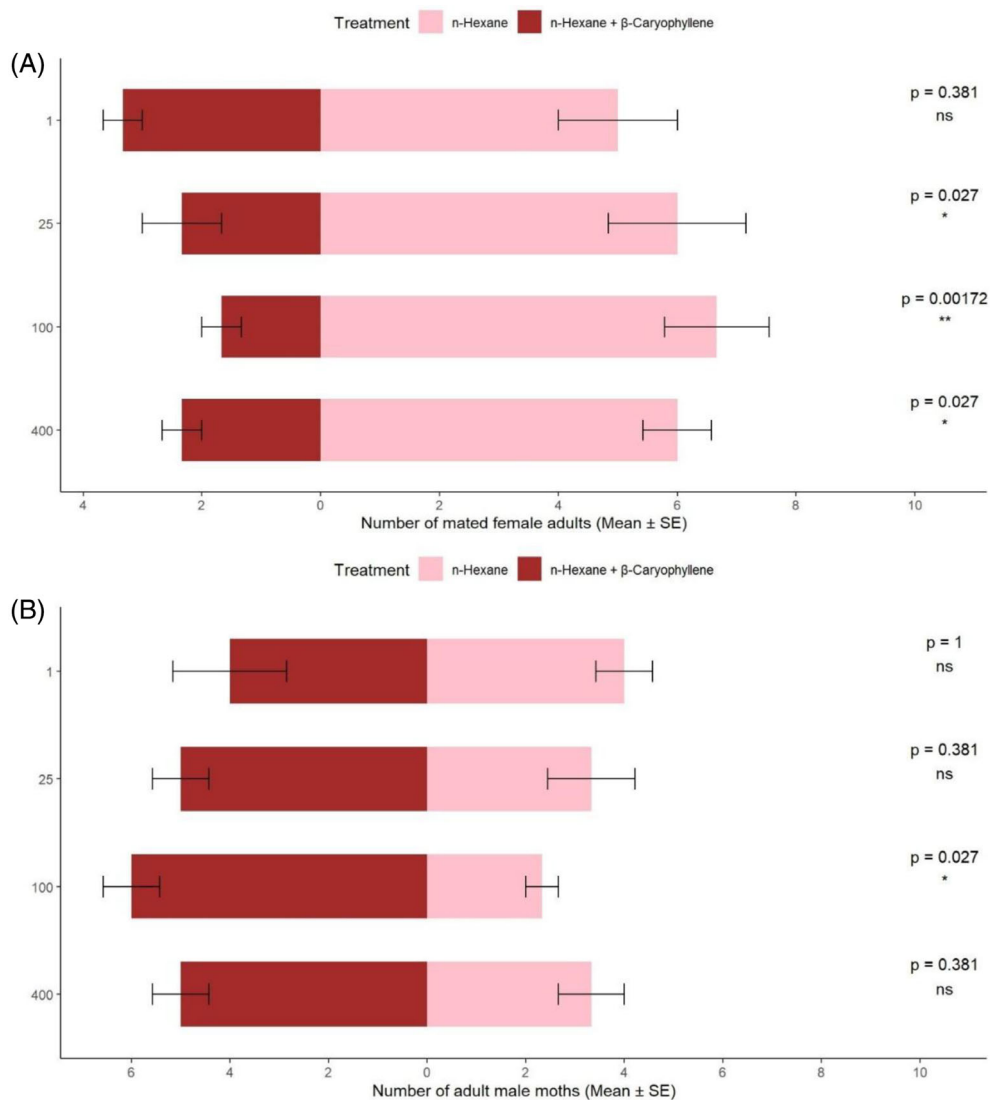 Treatment n-Hexane n-Hexane + β-Caryophyllene
(A)
1 p = 0.381
ns
25 p = 0.027
*
100 p = 0.00172
**
400 p = 0.027
*
4 2 0 2 4 6 8 10
Number of mated female adults (Mean ± SE)
Treatment n-Hexane n-Hexane + β-Caryophyllene
(B)
1 p = 1
ns
25 p = 0.381
ns
100 p = 0.027
*
400 p = 0.381
ns
6 4 2 0 2 4 6 8 10
Number of adult male moths (Mean ± SE)